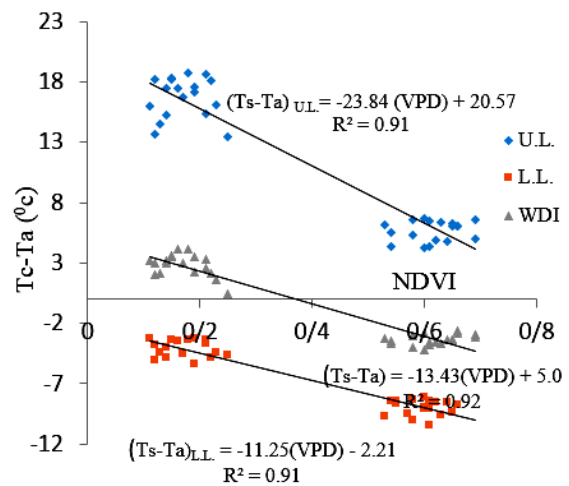 23
18
13
8
3
-2
-7
-12
Tc-Ta (⁰c)
(Ts-Ta) U.L. = -23.84 (VPD) + 20.57
R² = 0.91
U.L.
L.L.
WDI
NDVI
0
0/2
0/4
0/6
0/8
(Ts-Ta) = -13.43(VPD) + 5.0
R² = 0.92
(Ts-Ta)L.L. = -11.25(VPD) - 2.21
R² = 0.91